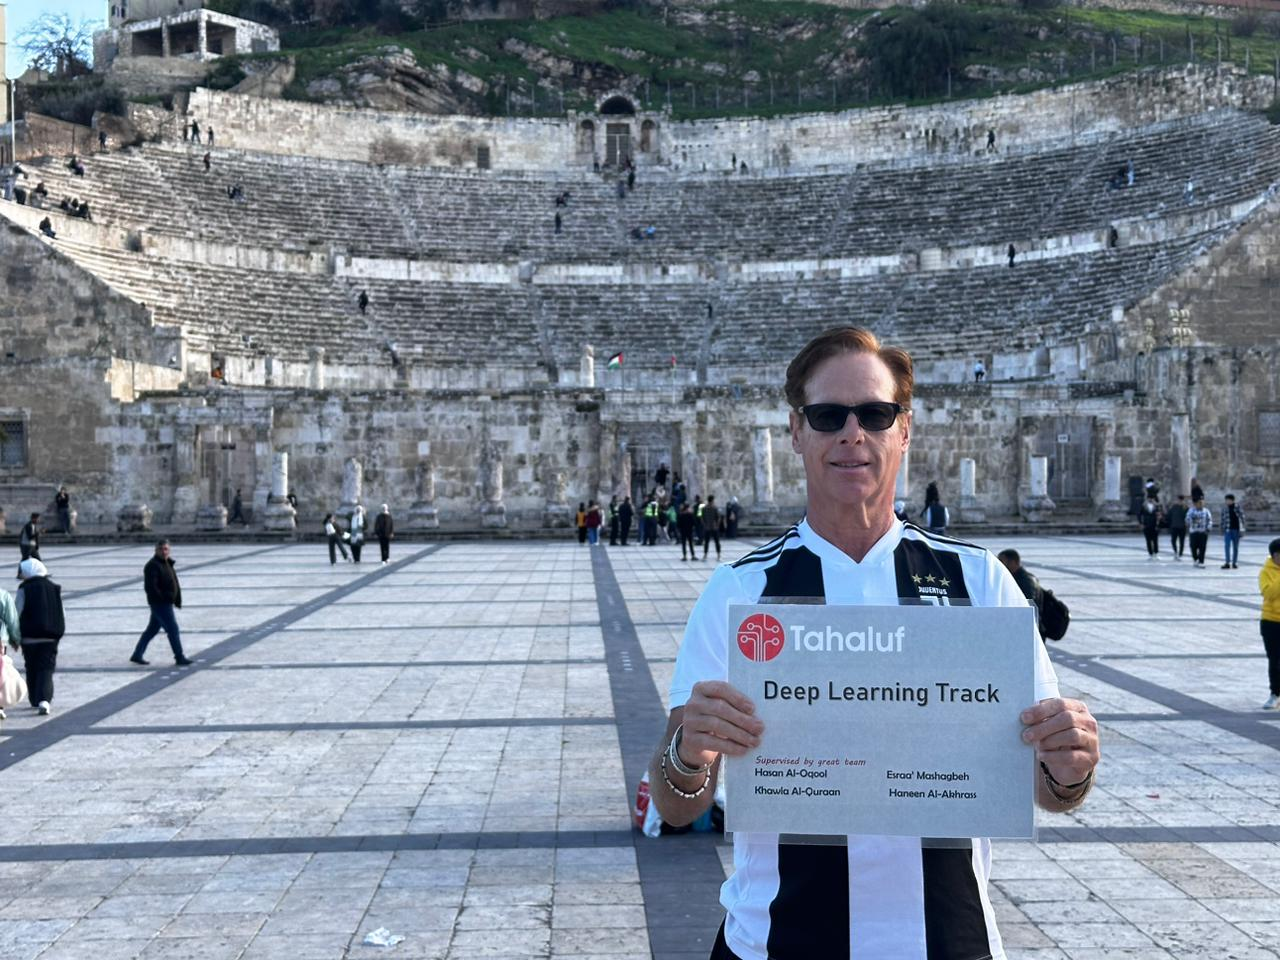 JUVENTUS
Tahaluf
Deep Learning Track
Supervised by great team
Hasan Al-Oqool Esraa' Mashagbeh
Khawla Al-Quraan Haneen Al-Akhrass